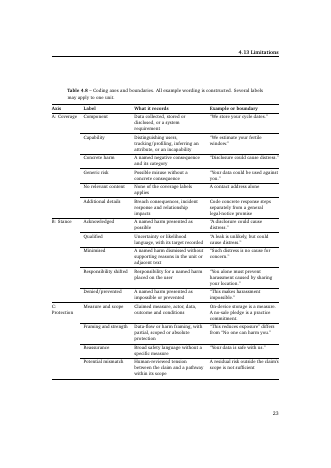 4.13 Limitations
Table 4.8 – Coding axes and boundaries. All example wording is constructed. Several labels
may apply to one unit.
Axis Label What it records Example or boundary
A: Coverage Component Data collected, stored or "We store your cycle dates."
disclosed, or a system
requirement
Capability Distinguishing users, "We estimate your fertile
tracking/profiling, inferring an window."
attribute, or an incapability
Concrete harm A named negative consequence "Disclosure could cause distress."
and its category
Generic risk Possible misuse without a "Your data could be used against
concrete consequence you."
No relevant content None of the coverage labels A contact address alone
applies
Additional details Breach consequences, incident Code concrete-response steps
response and relationship separately from a general
impacts legal-notice promise
B: Stance Acknowledged A named harm presented as "A disclosure could cause
possible distress."
Qualified Uncertainty or likelihood "A leak is unlikely, but could
language, with its target recorded cause distress."
Minimised A named harm dismissed without "Such distress is no cause for
supporting reasons in the unit or concern."
adjacent text
Responsibility shifted Responsibility for a named harm "You alone must prevent
placed on the user harassment caused by sharing
your location."
Denied/prevented A named harm presented as "This makes harassment
impossible or prevented impossible."
C: Measure and scope Claimed measure, actor, data, On-device storage is a measure.
Protection outcome and conditions A no-sale pledge is a practice
commitment
Framing and strength Data-flow or harm framing, with "This reduces exposure" differs
partial, scoped or absolute from "No one can harm you."
protection
Reassurance Broad safety language without a "Your data is safe with us."
specific measure
Potential mismatch Human-reviewed tension A residual risk outside the claim's
between the claim and a pathway scope is not sufficient
within its scope
23